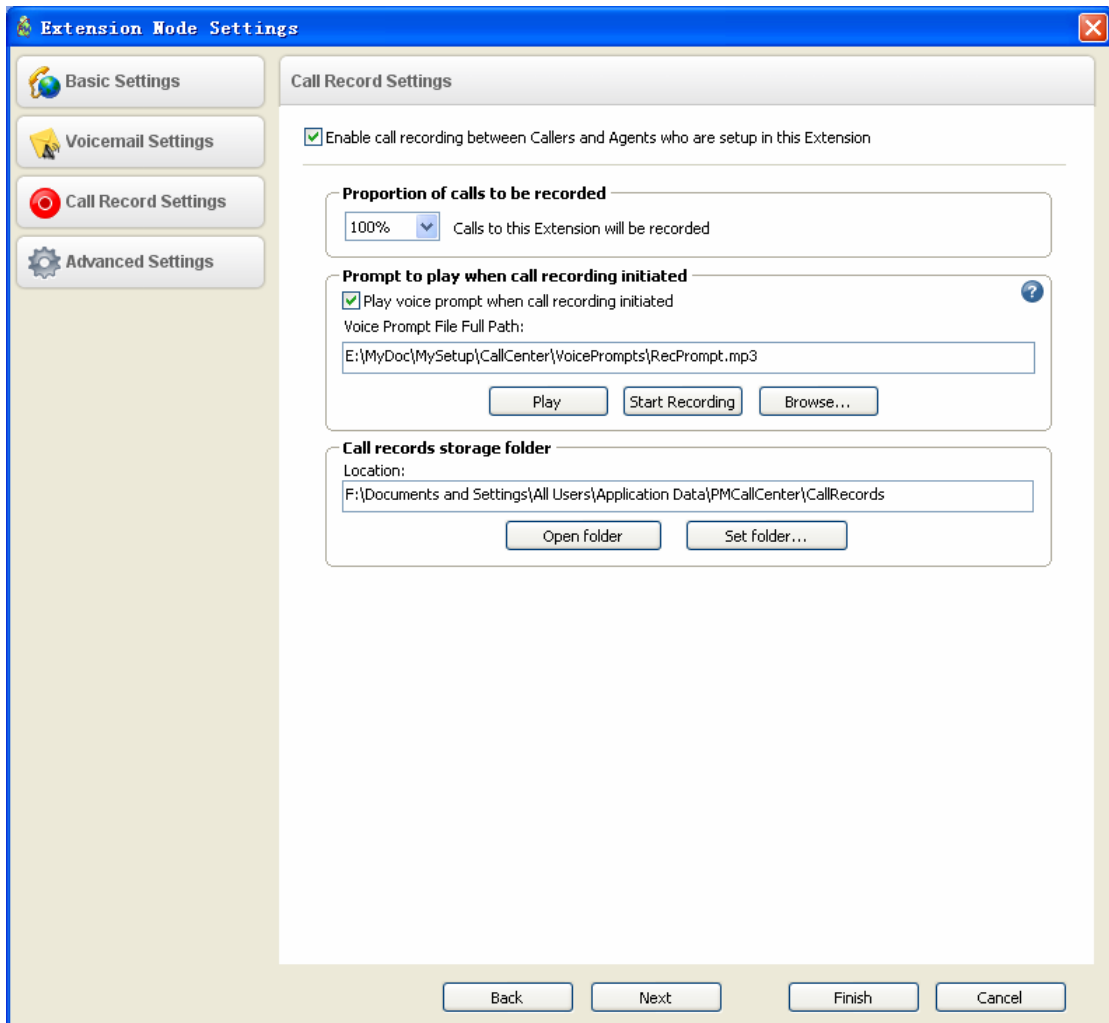 Extension Node Settings
Basic Settings
Voicemail Settings
Call Record Settings
Advanced Settings
Call Record Settings
Enable call recording between Callers and Agents who are setup in this Extension
Proportion of calls to be recorded
100% Calls to this Extension will be recorded
Prompt to play when call recording initiated
Play voice prompt when call recording initiated
?
Voice Prompt File Full Path:
E:\MyDoc\MySetup\CallCenter\VoicePrompts\RecPrompt.mp3
Play Start Recording Browse...
Call records storage folder
Location:
F:\Documents and Settings\All Users\Application Data\PMCallCenter\CallRecords
Open folder Set folder...
Back Next Finish Cancel